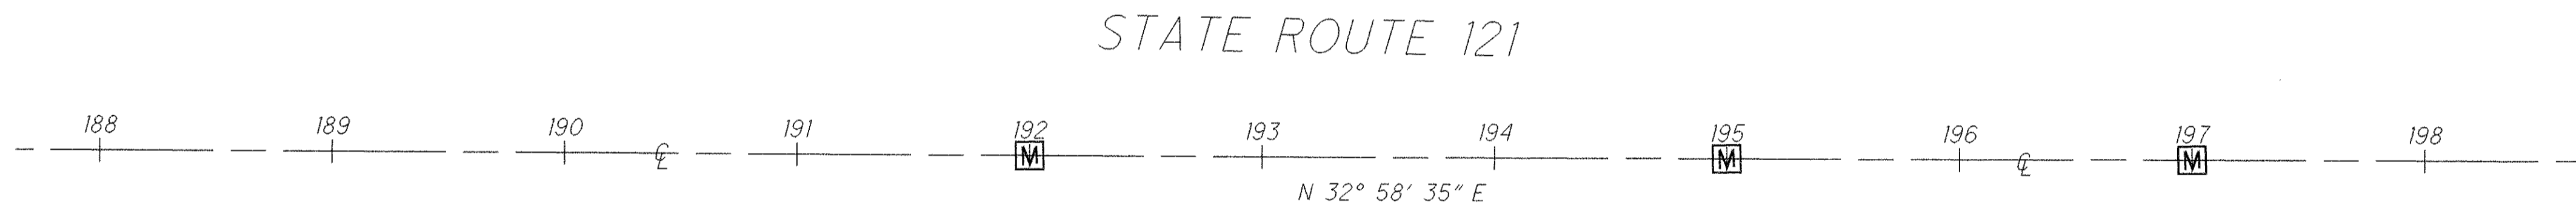 STATE ROUTE 121
188 189 190 191 192 193 194 195 196 197 198
℄ M M ℄ M
N 32° 58' 35" E